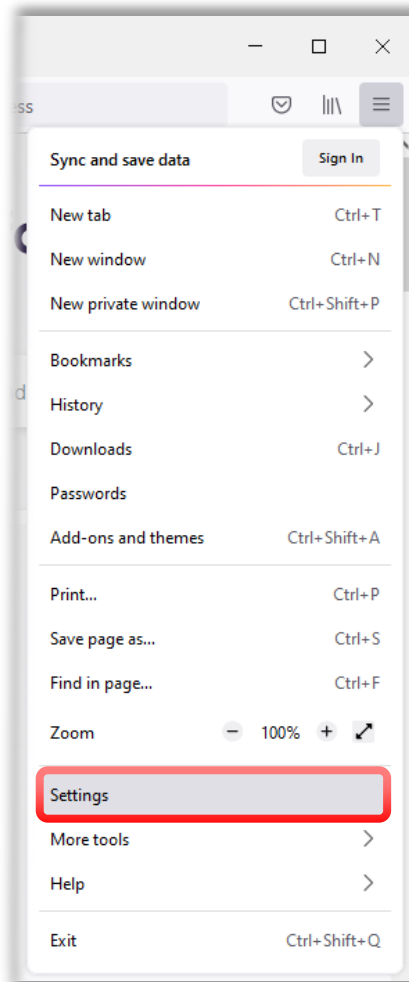 ess
Sync and save data Sign In
New tab Ctrl+T
New window Ctrl+N
New private window Ctrl+Shift+P
Bookmarks
History
Downloads Ctrl+J
Passwords
Add-ons and themes Ctrl+Shift+A
Print... Ctrl+P
Save page as... Ctrl+S
Find in page... Ctrl+F
Zoom − 100% +
Settings
More tools
Help
Exit Ctrl+Shift+Q